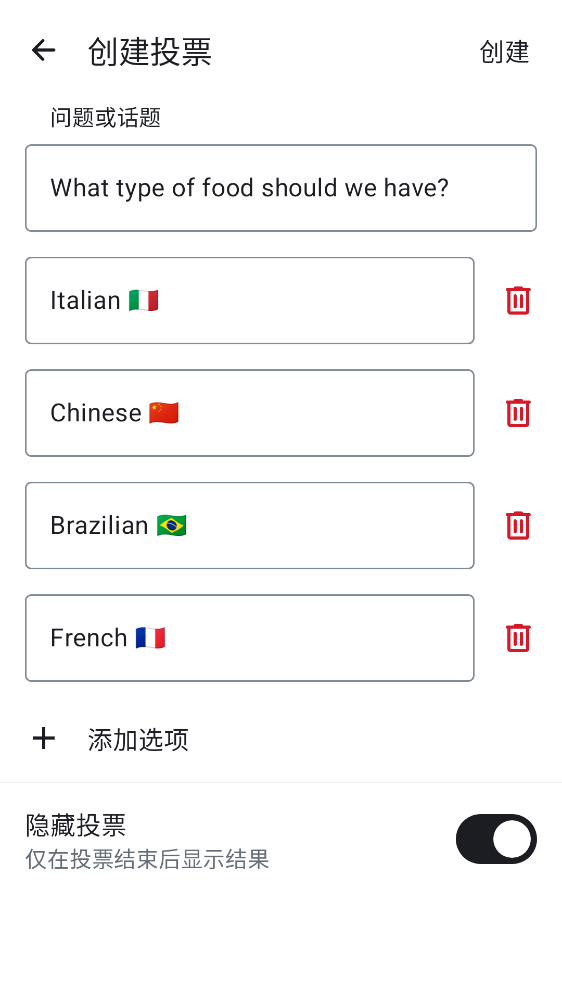 创建投票
创建
问题或话题
What type of food should we have?
Italian 🇮🇹
Chinese 🇨🇳
Brazilian 🇧🇷
French 🇫🇷
添加选项
隐藏投票
仅在投票结束后显示结果